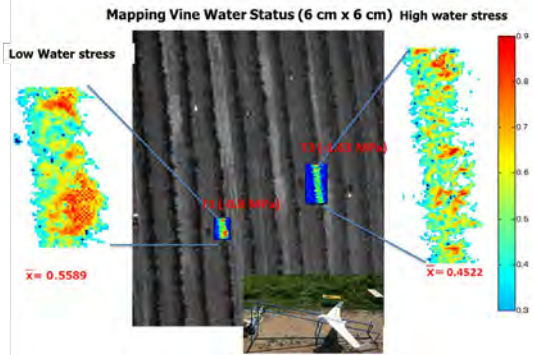 Mapping Vine Water Status (6 cm x 6 cm)
High water stress
Low Water stress
0.9
0.8
0.7
0.6
0.5
0.4
0.3
x̅= 0.5589
x̅= 0.4522